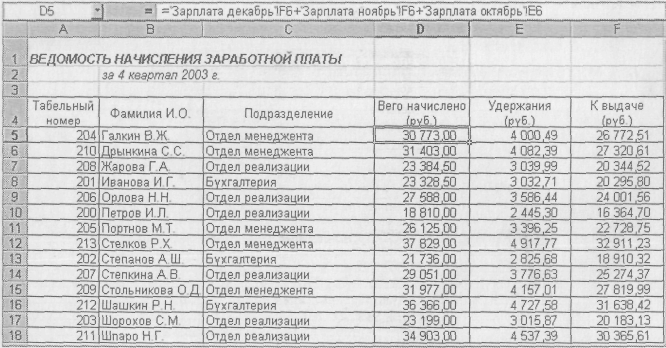 D5 = ='Зарплата декабрь'!F6+'Зарплата ноябрь'!F6+'Зарплата октябрь'!E6
A B C D E F
1 ВЕДОМОСТЬ НАЧИСЛЕНИЯ ЗАРАБОТНОЙ ПЛАТЫ
2 за 4 квартал 2003 г.
3
4 Табельный номер Фамилия И.О. Подразделение Вего начислено (руб.) Удержания (руб.) К выдаче (руб.)
5 204 Галкин В.Ж. Отдел менеджента 30 773,00 4 000,49 26 772,51
6 210 Дрынкина С.С. Отдел менеджента 31 403,00 4 082,39 27 320,61
7 208 Жарова Г.А. Отдел реализации 23 384,50 3 039,99 20 344,52
8 201 Иванова И.Г. Бухгалтерия 23 328,50 3 032,71 20 295,80
9 206 Орлова Н.Н. Отдел реализации 27 588,00 3 586,44 24 001,56
10 200 Петров И.Л. Отдел реализации 18 810,00 2 445,30 16 364,70
11 205 Портнов М.Т. Отдел менеджента 26 125,00 3 396,25 22 728,75
12 213 Стелков Р.Х. Отдел менеджента 37 829,00 4 917,77 32 911,23
13 202 Степанов А.Ш. Бухгалтерия 21 736,00 2 825,68 18 910,32
14 207 Степкина А.В. Отдел реализации 29 051,00 3 776,63 25 274,37
15 209 Стольникова О.Д Отдел менеджента 31 977,00 4 157,01 27 819,99
16 212 Шашкин Р.Н. Бухгалтерия 36 366,00 4 727,58 31 638,42
17 203 Шорохов С.М. Отдел реализации 23 199,00 3 015,87 20 183,13
18 211 Шпаро Н.Г. Отдел реализации 34 903,00 4 537,39 30 365,61